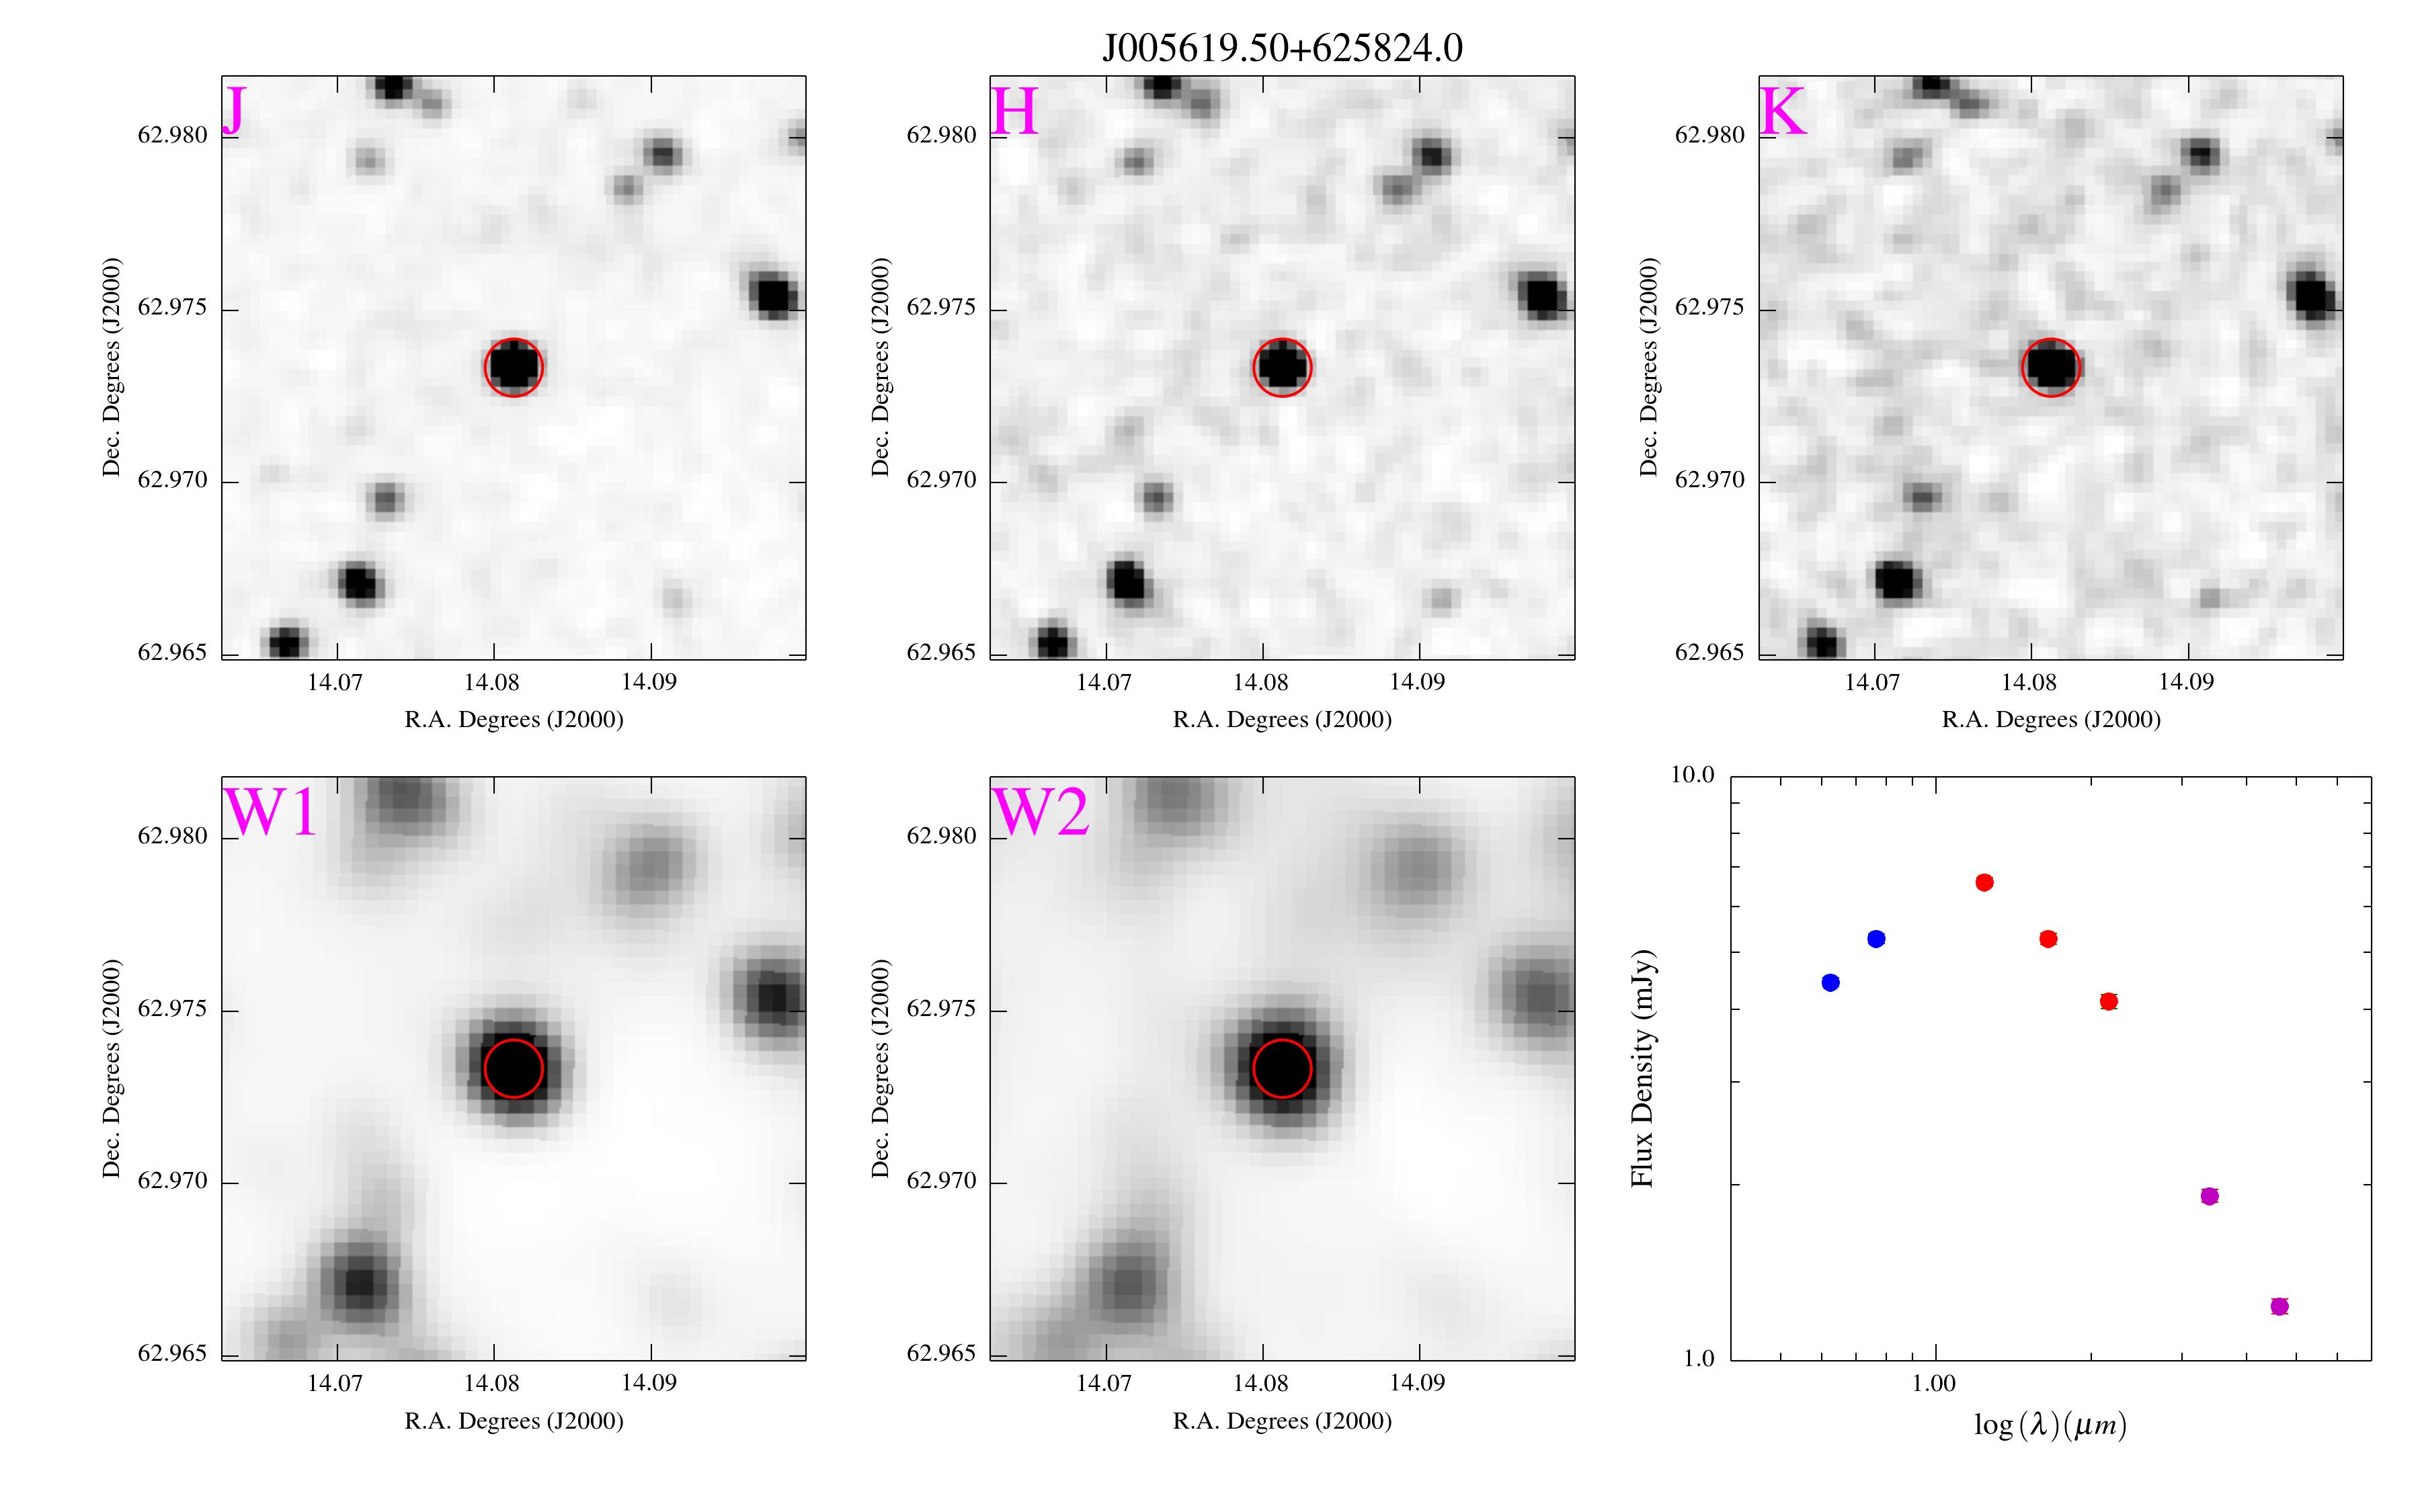 J005619.50+625824.0
J
62.980
62.975
62.970
62.965
Dec. Degrees (J2000)
14.07 14.08 14.09
R.A. Degrees (J2000)
H
62.980
62.975
62.970
62.965
Dec. Degrees (J2000)
14.07 14.08 14.09
R.A. Degrees (J2000)
K
62.980
62.975
62.970
62.965
Dec. Degrees (J2000)
14.07 14.08 14.09
R.A. Degrees (J2000)
W1
62.980
62.975
62.970
62.965
Dec. Degrees (J2000)
14.07 14.08 14.09
R.A. Degrees (J2000)
W2
62.980
62.975
62.970
62.965
Dec. Degrees (J2000)
14.07 14.08 14.09
R.A. Degrees (J2000)
10.0
1.0
Flux Density (mJy)
1.00
log(λ)(μm)